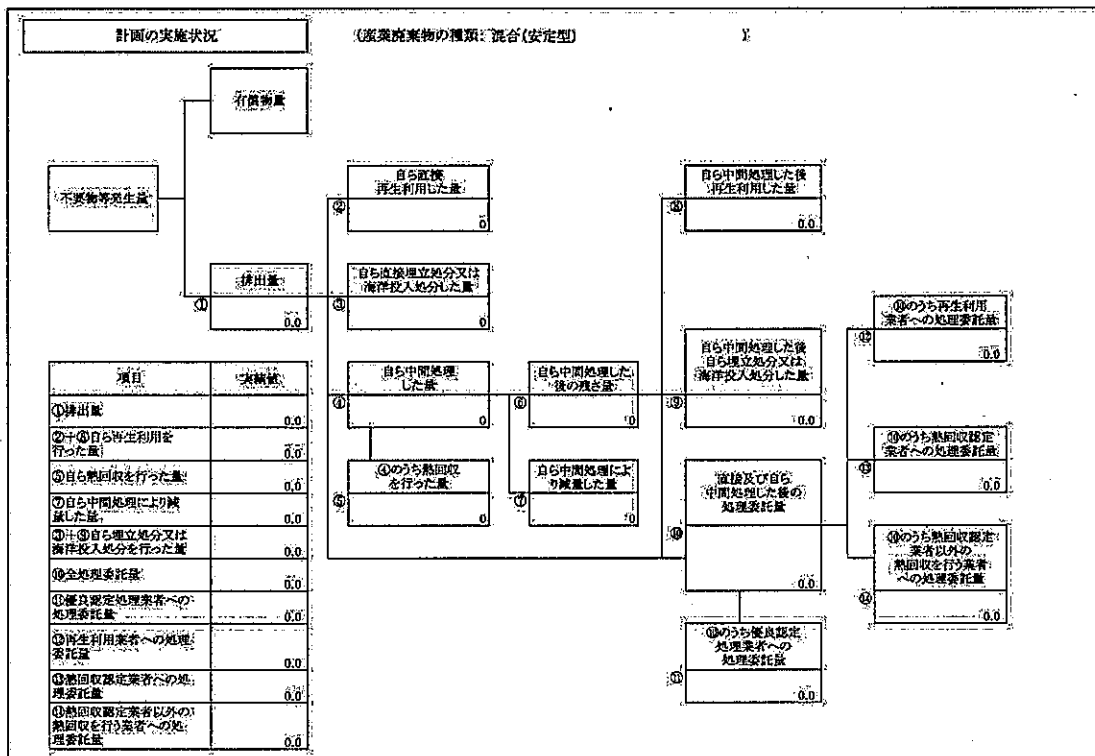 計画の実施状況
(産業廃棄物の種類: 混合(安定型)
)
有償物量
不要物等発生量
排出量
①
0.0
自ら直接
再生利用した量
②
0
自ら直接埋立処分又は
海洋投入処分した量
③
0
自ら中間処理
した量
④
0
④のうち熱回収
を行った量
⑤
0
自ら中間処理した
後の残さ量
⑥
0
自ら中間処理によ
り減量した量
⑦
0
自ら中間処理した後
再生利用した量
⑧
0.0
自ら中間処理した後
自ら埋立処分又は
海洋投入処分した量
⑨
0.0
直接及び自ら
中間処理した後の
処理委託量
⑩
0.0
⑩のうち優良認定
処理業者への
処理委託量
⑪
0.0
⑩のうち再生利用
業者への処理委託量
⑫
0.0
⑩のうち熱回収認定
業者への処理委託量
⑬
0.0
⑩のうち熱回収認定
業者以外の
熱回収を行う業者
への処理委託量
⑭
0.0
項目 実績値
①排出量 0.0
②+⑧自ら再生利用を
行った量 0.0
⑤自ら熱回収を行った量 0.0
⑦自ら中間処理により減
量した量 0.0
③+⑨自ら埋立処分又は
海洋投入処分を行った量 0.0
⑩全処理委託量 0.0
⑪優良認定処理業者への
処理委託量 0.0
⑫再生利用業者への処理
委託量 0.0
⑬熱回収認定業者への処
理委託量 0.0
⑭熱回収認定業者以外の
熱回収を行う業者への処
理委託量 0.0